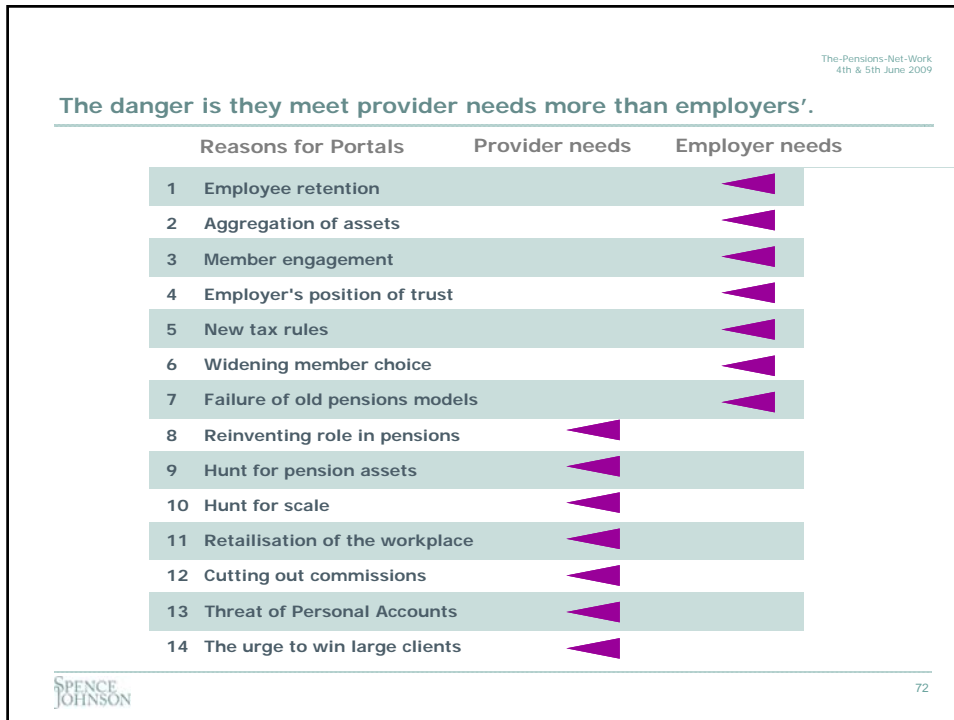 The-Pensions-Net-Work
4th & 5th June 2009
The danger is they meet provider needs more than employers’.
Reasons for Portals Provider needs Employer needs
1 Employee retention
2 Aggregation of assets
3 Member engagement
4 Employer's position of trust
5 New tax rules
6 Widening member choice
7 Failure of old pensions models
8 Reinventing role in pensions
9 Hunt for pension assets
10 Hunt for scale
11 Retailisation of the workplace
12 Cutting out commissions
13 Threat of Personal Accounts
14 The urge to win large clients
SPENCE
JOHNSON
72